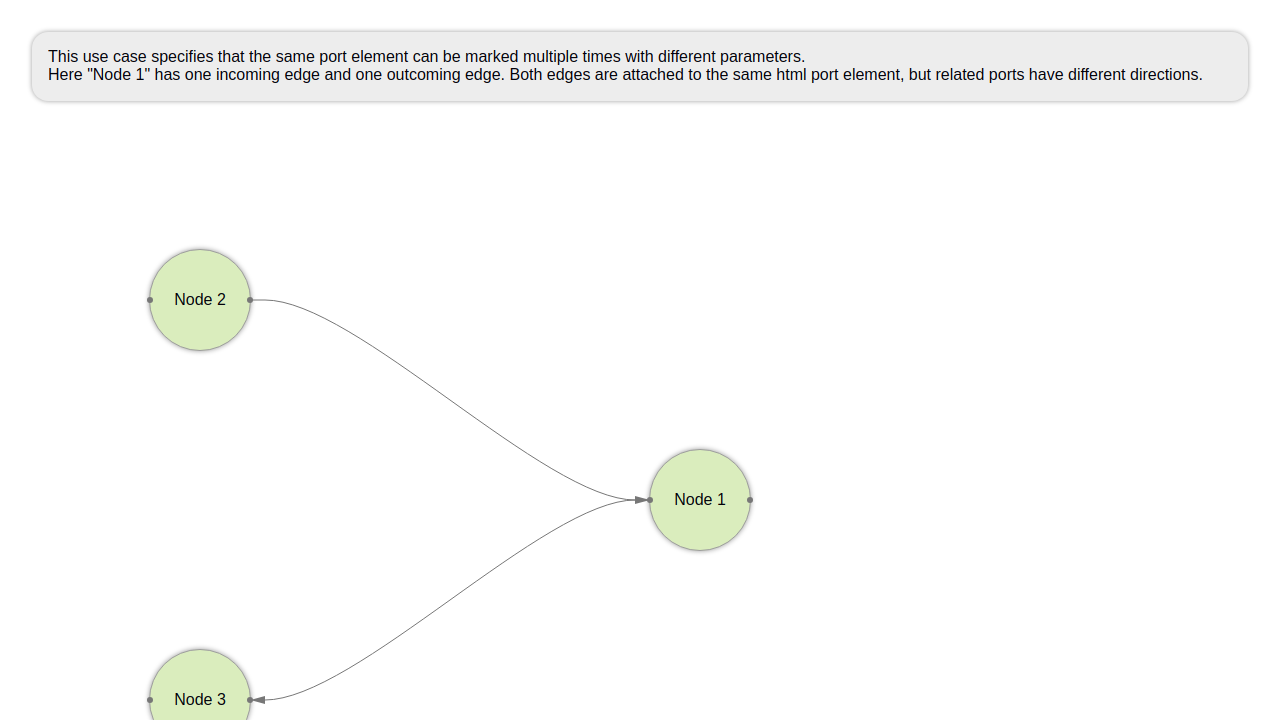 This use case specifies that the same port element can be marked multiple times with different parameters.
Here "Node 1" has one incoming edge and one outcoming edge. Both edges are attached to the same html port element, but related ports have different directions.
Node 2
Node 1
Node 3